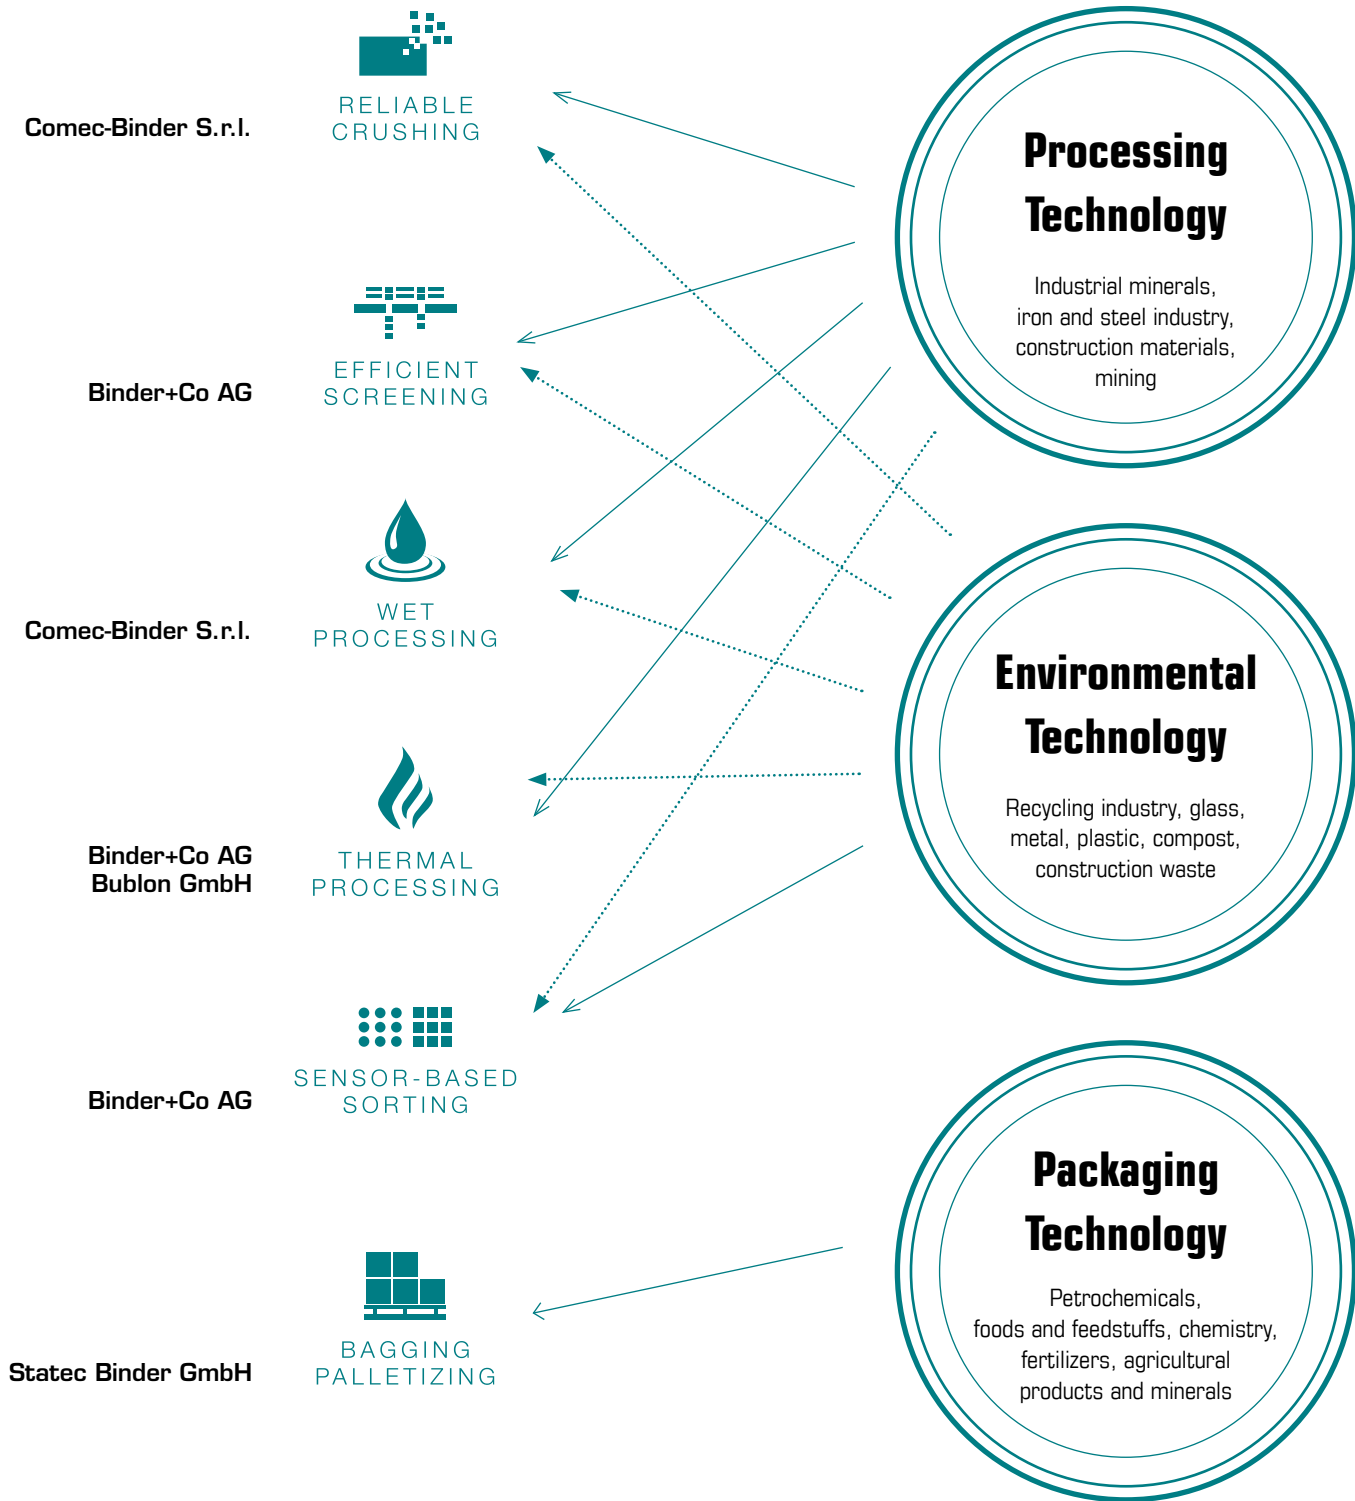 Comec-Binder S.r.l.
RELIABLE
CRUSHING
Binder+Co AG
EFFICIENT
SCREENING
Comec-Binder S.r.l.
WET
PROCESSING
Binder+Co AG
Bublon GmbH
THERMAL
PROCESSING
Binder+Co AG
SENSOR-BASED
SORTING
Statec Binder GmbH
BAGGING
PALLETIZING
Processing
Technology
Industrial minerals,
iron and steel industry,
construction materials,
mining
Environmental
Technology
Recycling industry, glass,
metal, plastic, compost,
construction waste
Packaging
Technology
Petrochemicals,
foods and feedstuffs, chemistry,
fertilizers, agricultural
products and minerals